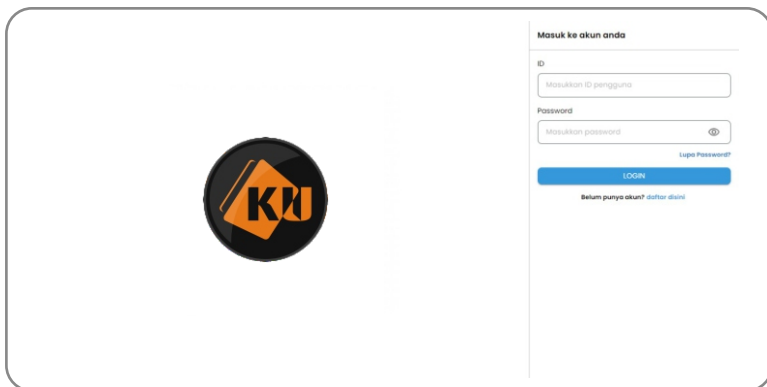 KU
Masuk ke akun anda
ID
Masukkan ID pengguna
Password
Masukkan password
Lupa Password?
LOGIN
Belum punya akun? daftar disini